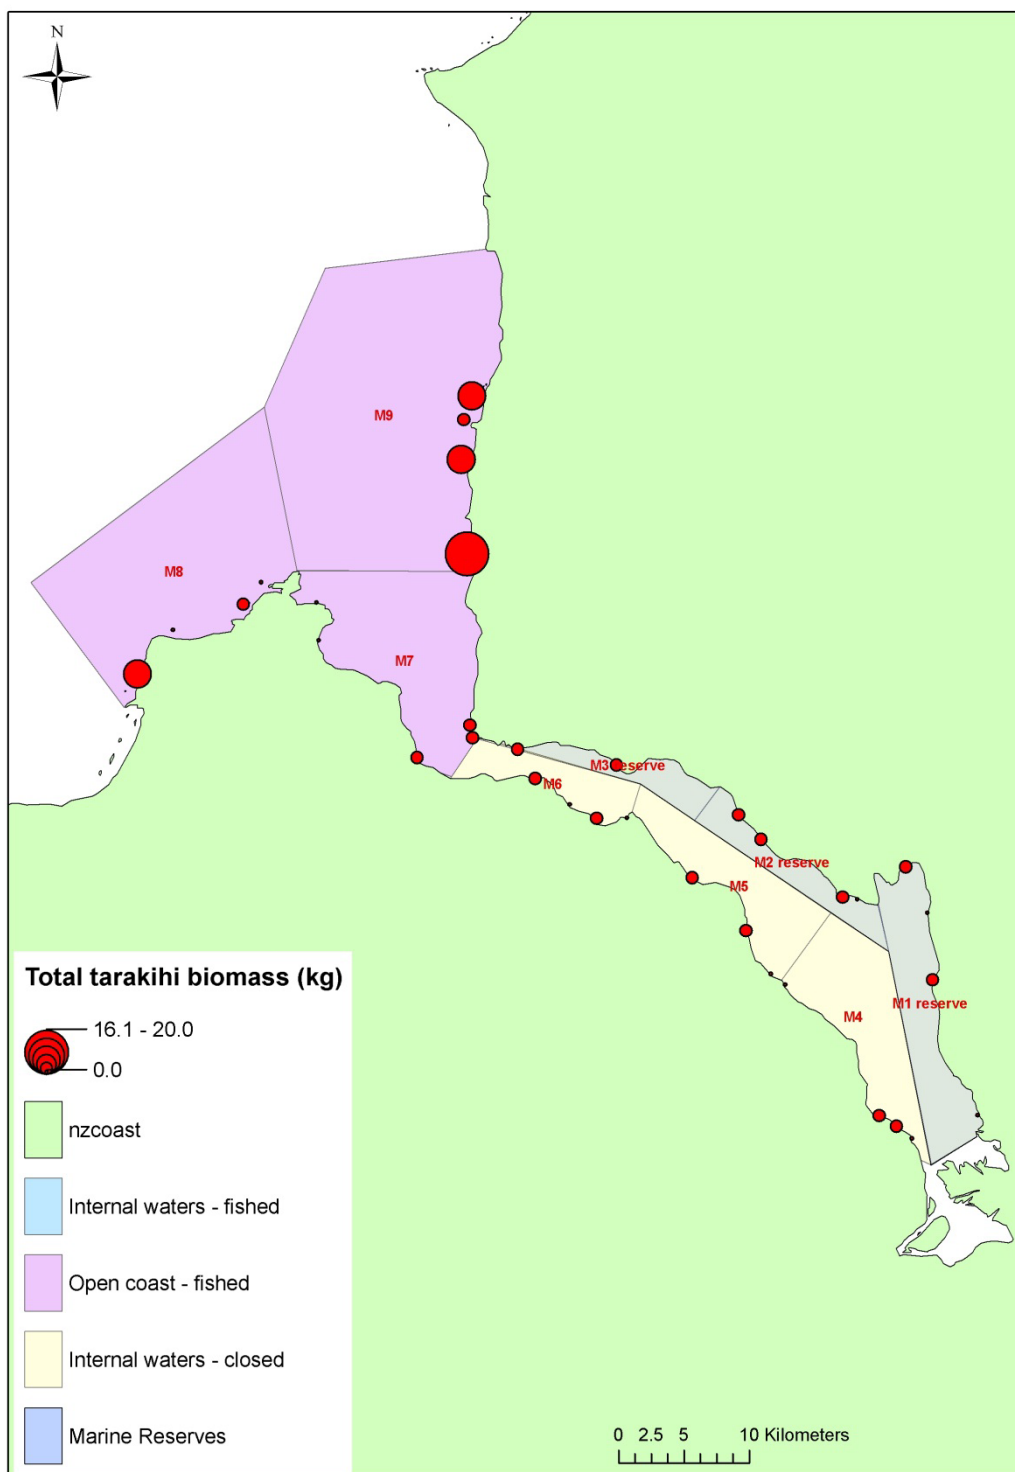 N
M9
M8
M7
M3 reserve
M6
M2 reserve
M5
M1 reserve
M4
Total tarakihi biomass (kg)
16.1 - 20.0
0.0
nzcoast
Internal waters - fished
Open coast - fished
Internal waters - closed
Marine Reserves
0 2.5 5 10 Kilometers